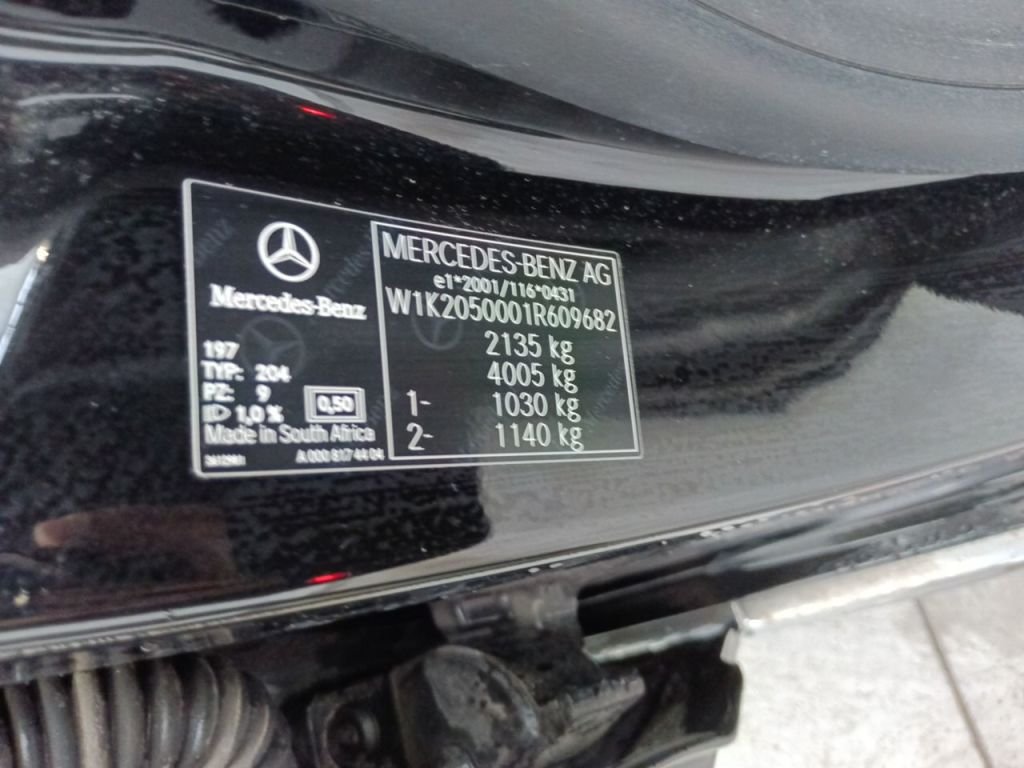 Mercedes-Benz
197
TYP: 204
PZ: 9
1,0 %
0,50
Made in South Africa
A 000 817 44 04
MERCEDES-BENZ AG
e1*2001/116*0431
W1K2050001R609682
2135 kg
4005 kg
1- 1030 kg
2- 1140 kg